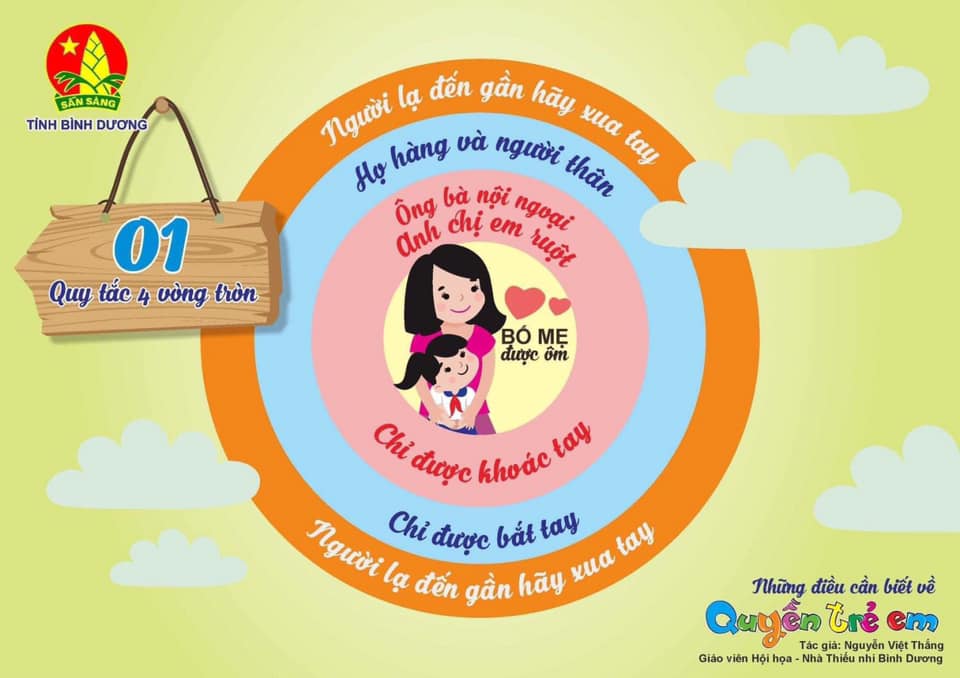 SẴN SÀNG
TỈNH BÌNH DƯƠNG
01
Quy tắc 4 vòng tròn
Người lạ đến gần hãy xua tay
Họ hàng và người thân
Ông bà nội ngoại
Anh chị em ruột
BỐ MẸ
được ôm
Chỉ được khoác tay
Chỉ được bắt tay
Người lạ đến gần hãy xua tay
Những điều cần biết về
Quyền trẻ em
Tác giả: Nguyễn Việt Thắng
Giáo viên Hội họa - Nhà Thiếu nhi Bình Dương